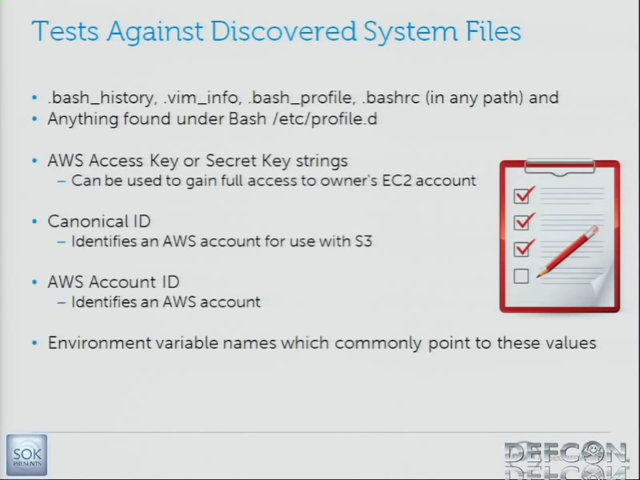 Tests Against Discovered System Files
• .bash_history, .vim_info, .bash_profile, .bashrc (in any path) and
• Anything found under Bash /etc/profile.d
• AWS Access Key or Secret Key strings
– Can be used to gain full access to owner's EC2 account
• Canonical ID
– Identifies an AWS account for use with S3
• AWS Account ID
– Identifies an AWS account
• Environment variable names which commonly point to these values
SOK
PRESENTS
DEFCON